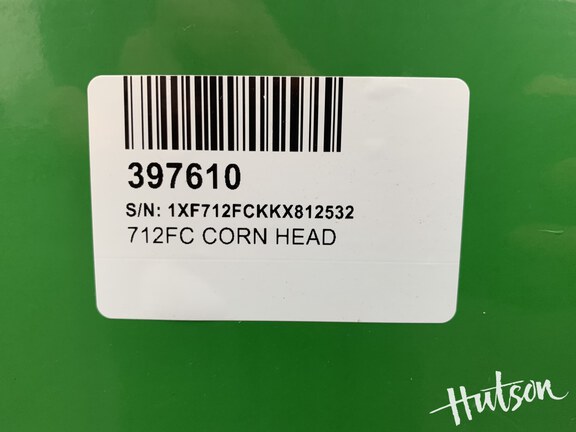 397610
S/N: 1XF712FCKKX812532
712FC CORN HEAD
Hutson